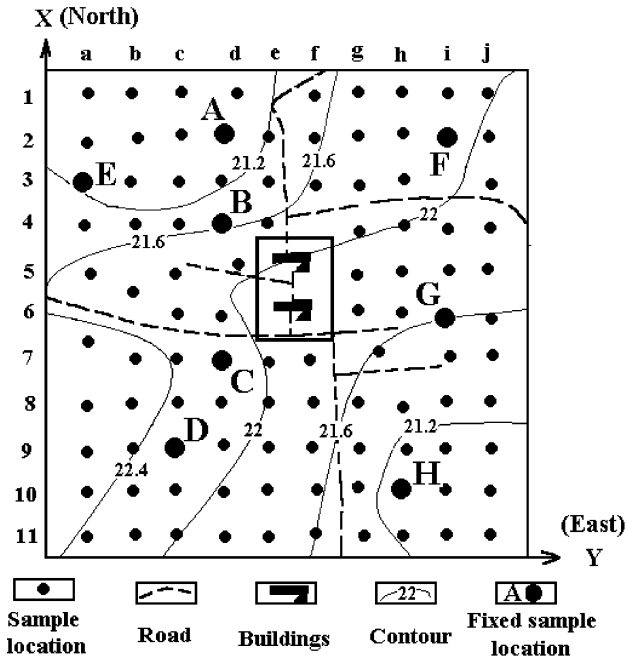 X (North)
a b c d e f g h i j
1
A
2
21.2
21.6
F
3
E
B
4
22
21.6
5
G
6
7
C
8
22
21.6
21.2
9
D
22.4
10
H
11
(East)
Y
22
A
Sample location
Road
Buildings
Contour
Fixed sample location